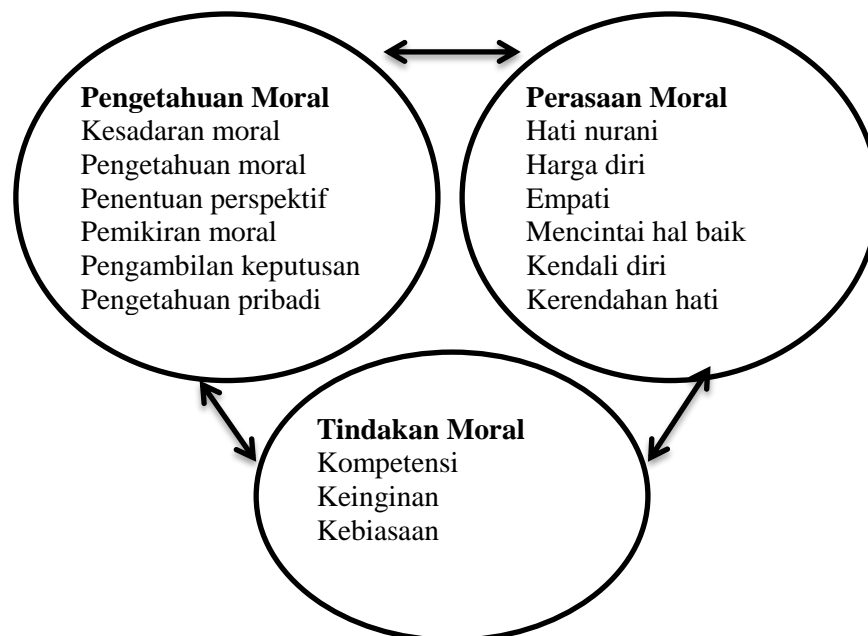 Pengetahuan Moral
Kesadaran moral
Pengetahuan moral
Penentuan perspektif
Pemikiran moral
Pengambilan keputusan
Pengetahuan pribadi
Perasaan Moral
Hati nurani
Harga diri
Empati
Mencintai hal baik
Kendali diri
Kerendahan hati
Tindakan Moral
Kompetensi
Keinginan
Kebiasaan